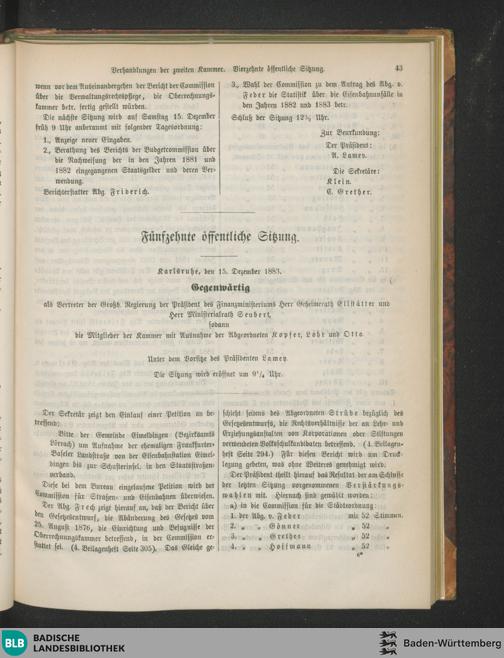 Verhandlungen der zweiten Kammer. Vierzehnte öffentliche Sitzung. 43
wenn vor dem Auseinandergehen der Bericht der Commission
über die Verwaltungsrechtspflege, die Oberrechnungs-
kammer betr. fertig gestellt würden.
Die nächste Sitzung wird auf Samstag 15. Dezember
früh 9 Uhr anberaumt mit folgender Tagesordnung:
1., Anzeige neuer Eingaben.
2., Berathung des Berichts der Budgetcommission über
die Nachweisung der in den Jahren 1881 und
1882 eingegangenen Staatsgelder und deren Ver-
wendung.
Berichterstatter Abg. Friderich.
3., Wahl der Commission zu dem Antrag des Abg. v.
Feder die Statistik über die Eisenbahnunfälle in
den Jahren 1882 und 1883 betr.
Schluß der Sitzung 12¾ Uhr.
Zur Beurkundung:
Der Präsident:
A. Lamey.
Die Sekretäre:
Klein.
C. Grether.
Fünfzehnte öffentliche Sitzung.
Karlsruhe, den 15. Dezember 1883.
Gegenwärtig
als Vertreter der Großh. Regierung der Präsident des Finanzministeriums Herr Geheimerath Ellstätter und
Herr Ministerialrath Seubert,
sodann
die Mitglieder der Kammer mit Ausnahme der Abgeordneten Kopfer, Lohr und Otto.
Unter dem Vorsitze des Präsidenten Lamey.
Die Sitzung wird eröffnet um 9¼ Uhr.
Der Sekretär zeigt den Einlauf einer Petition an be-
treffend:
Bitte der Gemeinde Eimeldingen (Bezirksamts
Lörrach) um Aufnahme der ehemaligen Frankfurter-
Baseler Landstraße von der Eisenbahnstation Eimel-
dingen bis zur Schusterinsel, in den Staatsstraßen-
verband.
Diese bei dem Bureau eingelaufene Petition wird der
Commission für Straßen- und Eisenbahnen überwiesen.
Der Abg. Frech zeigt hierauf an, daß der Bericht über
den Gesetzesentwurf, die Abänderung des Gesetzes vom
25. August 1876, die Einrichtung und Befugnisse der
Oberrechnungskammer betreffend, in der Commission er-
stattet sei. (4. Beilagenheft Seite 305). Das Gleiche ge-
schieht seitens des Abgeordneten Strübe bezüglich des
Gesetzesentwurfs, die Rechtsverhältnisse der an Lehr- und
Erziehungsanstalten von Korporationen oder Stiftungen
verwendeten Volksschulkandidaten betreffend. (4. Beilagen-
heft Seite 294.) Für diesen Bericht wird um Druck-
legung gebeten, was ohne Weiteres genehmigt wird.
Der Präsident theilt hierauf das Resultat der am Schlusse
der letzten Sitzung vorgenommenen Verstärkungs-
wahlen mit. Hiernach sind gewählt worden:
a) in die Commission für die Städteordnung:
1. der Abg. v. Feder mit 52 Stimmen.
2. „ „ Gönner „ 52 „
3. „ „ Grether „ 52 „
4. „ „ Hoffmann „ 52 „
6*
BLB BADISCHE
LANDESBIBLIOTHEK
Baden-Württemberg